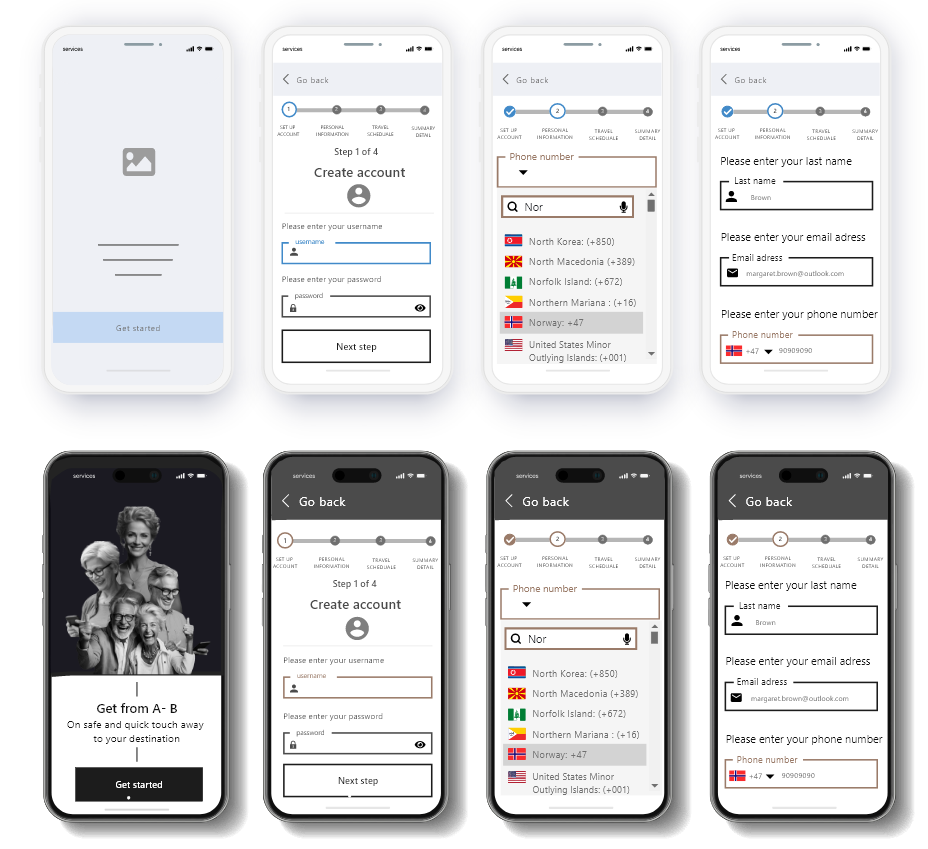 services
Get started
services
Go back
1
2
3
4
SET UP
ACCOUNT
PERSONAL
INFORMATION
TRAVEL
SCHEDUALE
SUMMARY
DETAIL
Step 1 of 4
Create account
Please enter your username
username
Please enter your password
password
Next step
services
Go back
2
3
4
SET UP
ACCOUNT
PERSONAL
INFORMATION
TRAVEL
SCHEDUALE
SUMMARY
DETAIL
Phone number
Nor
North Korea: (+850)
North Macedonia (+389)
Norfolk Island: (+672)
Northern Mariana : (+16)
Norway: +47
United States Minor
Outlying Islands: (+001)
services
Go back
2
3
4
SET UP
ACCOUNT
PERSONAL
INFORMATION
TRAVEL
SCHEDUALE
SUMMARY
DETAIL
Please enter your last name
Last name
Brown
Please enter your email adress
Email adress
margaret.brown@outlook.com
Please enter your phone number
Phone number
+47 90909090
services
Get from A- B
On safe and quick touch away
to your destination
Get started
services
Go back
1
2
3
4
SET UP
ACCOUNT
PERSONAL
INFORMATION
TRAVEL
SCHEDUALE
SUMMARY
DETAIL
Step 1 of 4
Create account
Please enter your username
username
Please enter your password
password
Next step
services
Go back
2
3
4
SET UP
ACCOUNT
PERSONAL
INFORMATION
TRAVEL
SCHEDUALE
SUMMARY
DETAIL
Phone number
Nor
North Korea: (+850)
North Macedonia (+389)
Norfolk Island: (+672)
Northern Mariana : (+16)
Norway: +47
United States Minor
Outlying Islands: (+001)
services
Go back
2
3
4
SET UP
ACCOUNT
PERSONAL
INFORMATION
TRAVEL
SCHEDUALE
SUMMARY
DETAIL
Please enter your last name
Last name
Brown
Please enter your email adress
Email adress
margaret.brown@outlook.com
Please enter your phone number
Phone number
+47 90909090